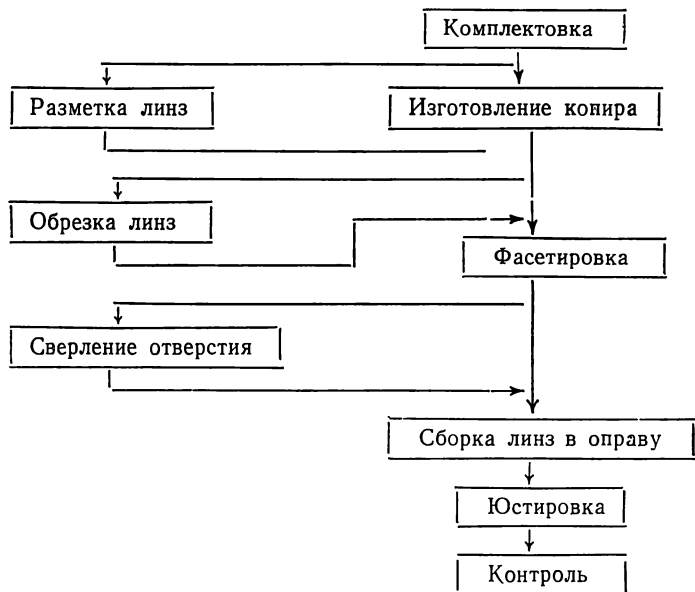 Комплектовка
Разметка линз
Изготовление копира
Обрезка линз
Фасетировка
Сверление отверстия
Сборка линз в оправу
Юстировка
Контроль